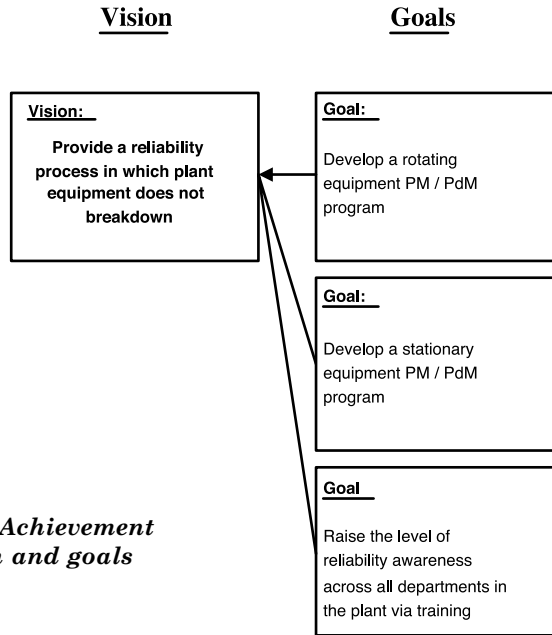 Vision
Goals
Vision:
Provide a reliability
process in which plant
equipment does not
breakdown
Goal:
Develop a rotating
equipment PM / PdM
program
Goal:
Develop a stationary
equipment PM / PdM
program
Goal
Raise the level of
reliability awareness
across all departments in
the plant via training
Achievement
and goals